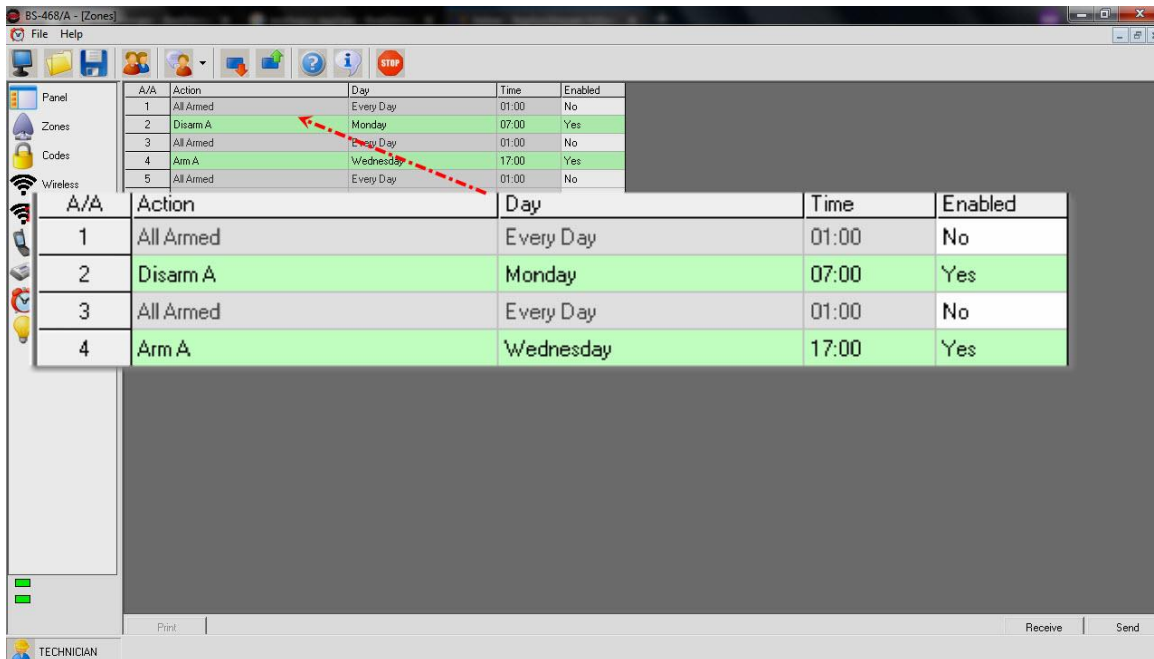 BS-468/A - [Zones]
File Help
STOP
Panel
Zones
Codes
Wireless
A/A Action Day Time Enabled
1 All Armed Every Day 01:00 No
2 Disarm A Monday 07:00 Yes
3 All Armed Every Day 01:00 No
4 Arm A Wednesday 17:00 Yes
5 All Armed Every Day 01:00 No
A/A Action Day Time Enabled
1 All Armed Every Day 01:00 No
2 Disarm A Monday 07:00 Yes
3 All Armed Every Day 01:00 No
4 Arm A Wednesday 17:00 Yes
Print Receive Send
TECHNICIAN